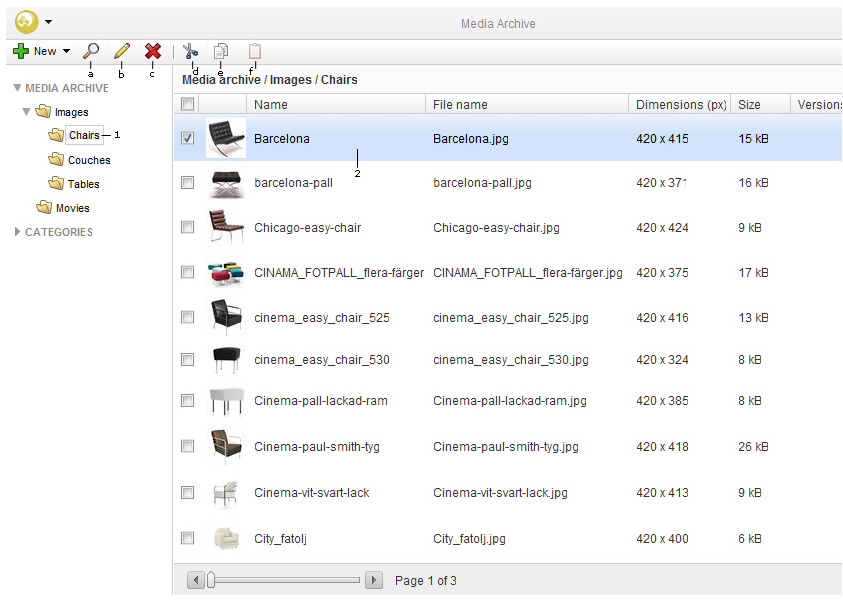 Media Archive
New
a b c d e f
Media archive / Images / Chairs
MEDIA ARCHIVE
Images
Chairs 1
Couches
Tables
Movies
CATEGORIES
Name File name Dimensions (px) Size Versions
Barcelona Barcelona.jpg 420 x 415 15 kB
2
barcelona-pall barcelona-pall.jpg 420 x 371 16 kB
Chicago-easy-chair Chicago-easy-chair.jpg 420 x 424 9 kB
CINAMA_FOTPALL_flera-färger CINAMA_FOTPALL_flera-färger.jpg 420 x 375 17 kB
cinema_easy_chair_525 cinema_easy_chair_525.jpg 420 x 416 13 kB
cinema_easy_chair_530 cinema_easy_chair_530.jpg 420 x 324 8 kB
Cinema-pall-lackad-ram Cinema-pall-lackad-ram.jpg 420 x 385 8 kB
Cinema-paul-smith-tyg Cinema-paul-smith-tyg.jpg 420 x 418 26 kB
Cinema-vit-svart-lack Cinema-vit-svart-lack.jpg 420 x 413 9 kB
City_fatolj City_fatolj.jpg 420 x 400 6 kB
Page 1 of 3